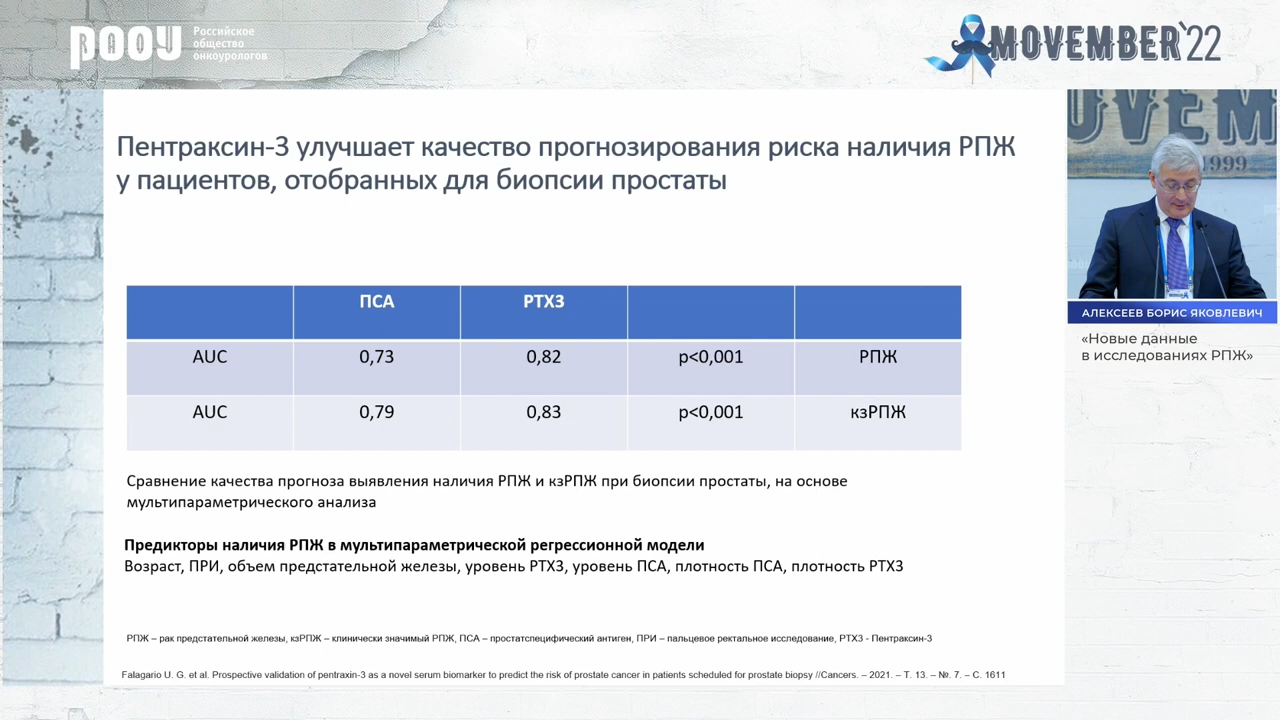 РООУ
Российское
общество
онкоурологов
MOVEMBER`22
Пентраксин-3 улучшает качество прогнозирования риска наличия РПЖ
у пациентов, отобранных для биопсии простаты
ПСА PTX3
AUC 0,73 0,82 p<0,001 РПЖ
AUC 0,79 0,83 p<0,001 кзРПЖ
Сравнение качества прогноза выявления наличия РПЖ и кзРПЖ при биопсии простаты, на основе
мультипараметрического анализа
Предикторы наличия РПЖ в мультипараметрической регрессионной модели
Возраст, ПРИ, объем предстательной железы, уровень PTX3, уровень ПСА, плотность ПСА, плотность PTX3
РПЖ – рак предстательной железы, кзРПЖ – клинически значимый РПЖ, ПСА – простатспецифический антиген, ПРИ – пальцевое ректальное исследование, PTX3 - Пентраксин-3
Falagario U. G. et al. Prospective validation of pentraxin-3 as a novel serum biomarker to predict the risk of prostate cancer in patients scheduled for prostate biopsy //Cancers. – 2021. – Т. 13. – №. 7. – С. 1611
OVEM
1999
АЛЕКСЕЕВ БОРИС ЯКОВЛЕВИЧ
«Новые данные
в исследованиях РПЖ»